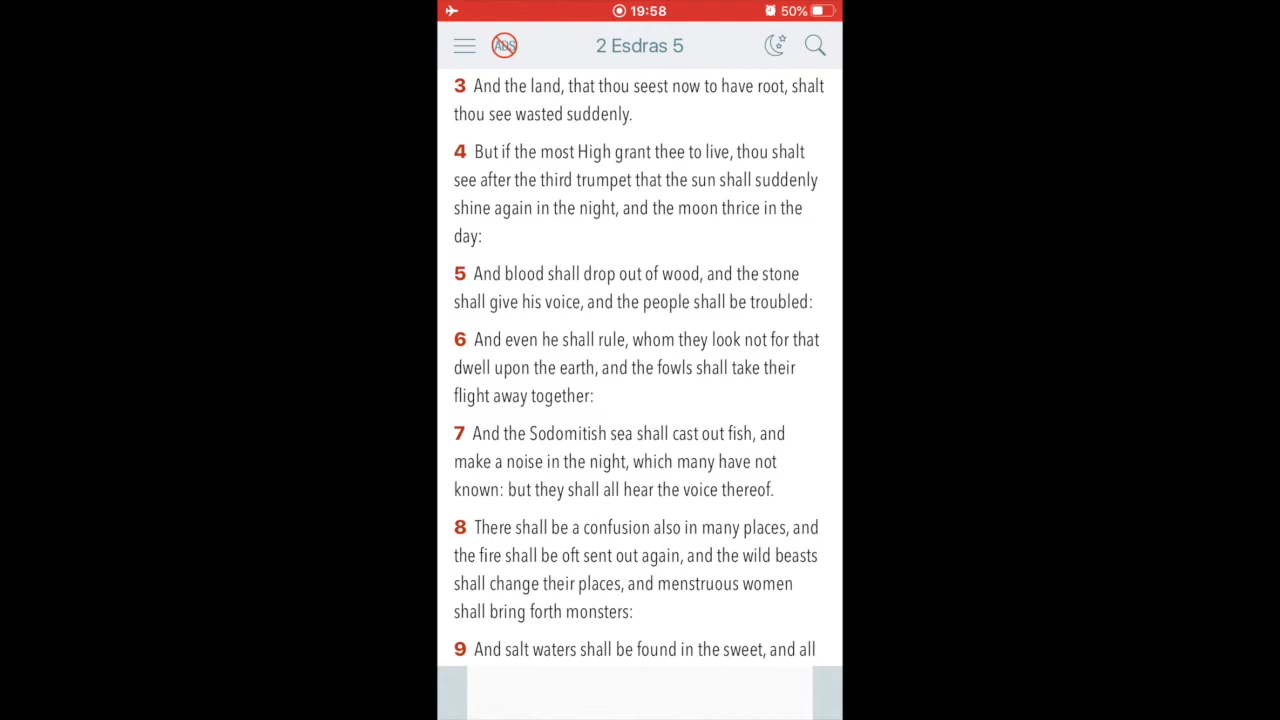 19:58
50%
ADS
2 Esdras 5
3 And the land, that thou seest now to have root, shalt
thou see wasted suddenly.
4 But if the most High grant thee to live, thou shalt
see after the third trumpet that the sun shall suddenly
shine again in the night, and the moon thrice in the
day:
5 And blood shall drop out of wood, and the stone
shall give his voice, and the people shall be troubled:
6 And even he shall rule, whom they look not for that
dwell upon the earth, and the fowls shall take their
flight away together:
7 And the Sodomitish sea shall cast out fish, and
make a noise in the night, which many have not
known: but they shall all hear the voice thereof.
8 There shall be a confusion also in many places, and
the fire shall be oft sent out again, and the wild beasts
shall change their places, and menstruous women
shall bring forth monsters:
9 And salt waters shall be found in the sweet, and all